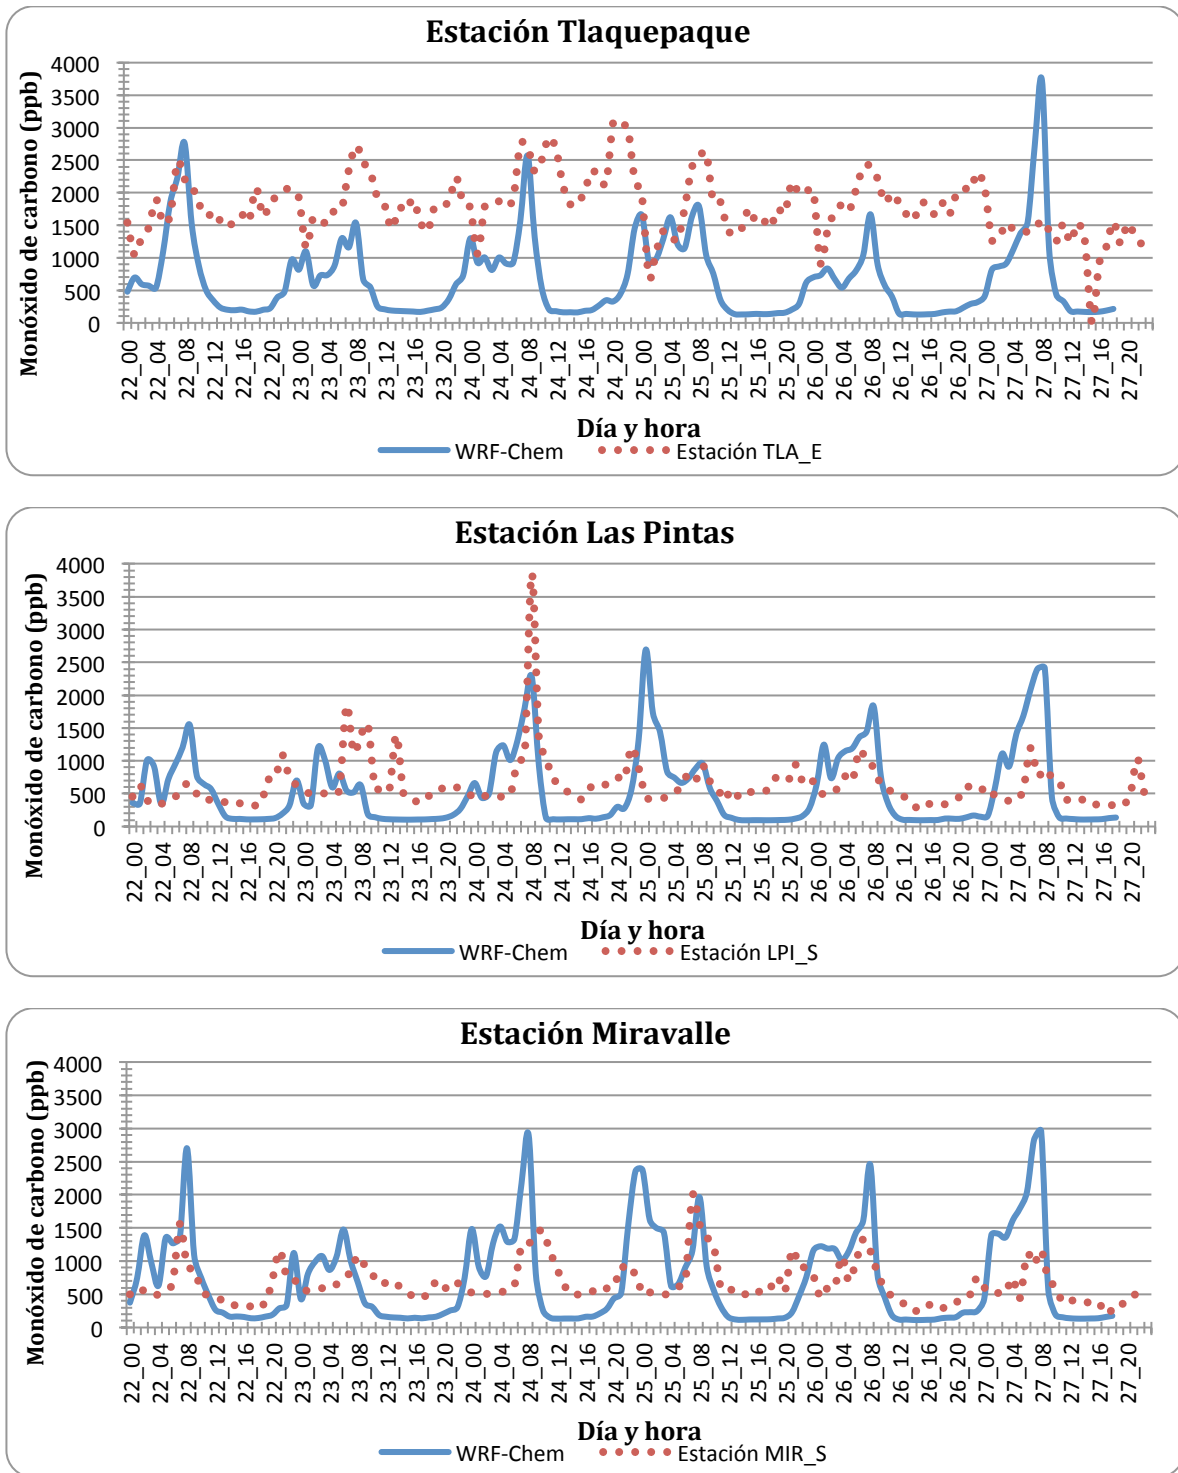 Estación Tlaquepaque
Monóxido de carbono (ppb)
4000
3500
3000
2500
2000
1500
1000
500
0
22_00 22_04 22_08 22_12 22_16 22_20 23_00 23_04 23_08 23_12 23_16 23_20 24_00 24_04 24_08 24_12 24_16 24_20 25_00 25_04 25_08 25_12 25_16 25_20 26_00 26_04 26_08 26_12 26_16 26_20 27_00 27_04 27_08 27_12 27_16 27_20
Día y hora
WRF-Chem Estación TLA_E
Estación Las Pintas
Monóxido de carbono (ppb)
4000
3500
3000
2500
2000
1500
1000
500
0
22_00 22_04 22_08 22_12 22_16 22_20 23_00 23_04 23_08 23_12 23_16 23_20 24_00 24_04 24_08 24_12 24_16 24_20 25_00 25_04 25_08 25_12 25_16 25_20 26_00 26_04 26_08 26_12 26_16 26_20 27_00 27_04 27_08 27_12 27_16 27_20
Día y hora
WRF-Chem Estación LPI_S
Estación Miravalle
Monóxido de carbono (ppb)
4000
3500
3000
2500
2000
1500
1000
500
0
22_00 22_04 22_08 22_12 22_16 22_20 23_00 23_04 23_08 23_12 23_16 23_20 24_00 24_04 24_08 24_12 24_16 24_20 25_00 25_04 25_08 25_12 25_16 25_20 26_00 26_04 26_08 26_12 26_16 26_20 27_00 27_04 27_08 27_12 27_16 27_20
Día y hora
WRF-Chem Estación MIR_S